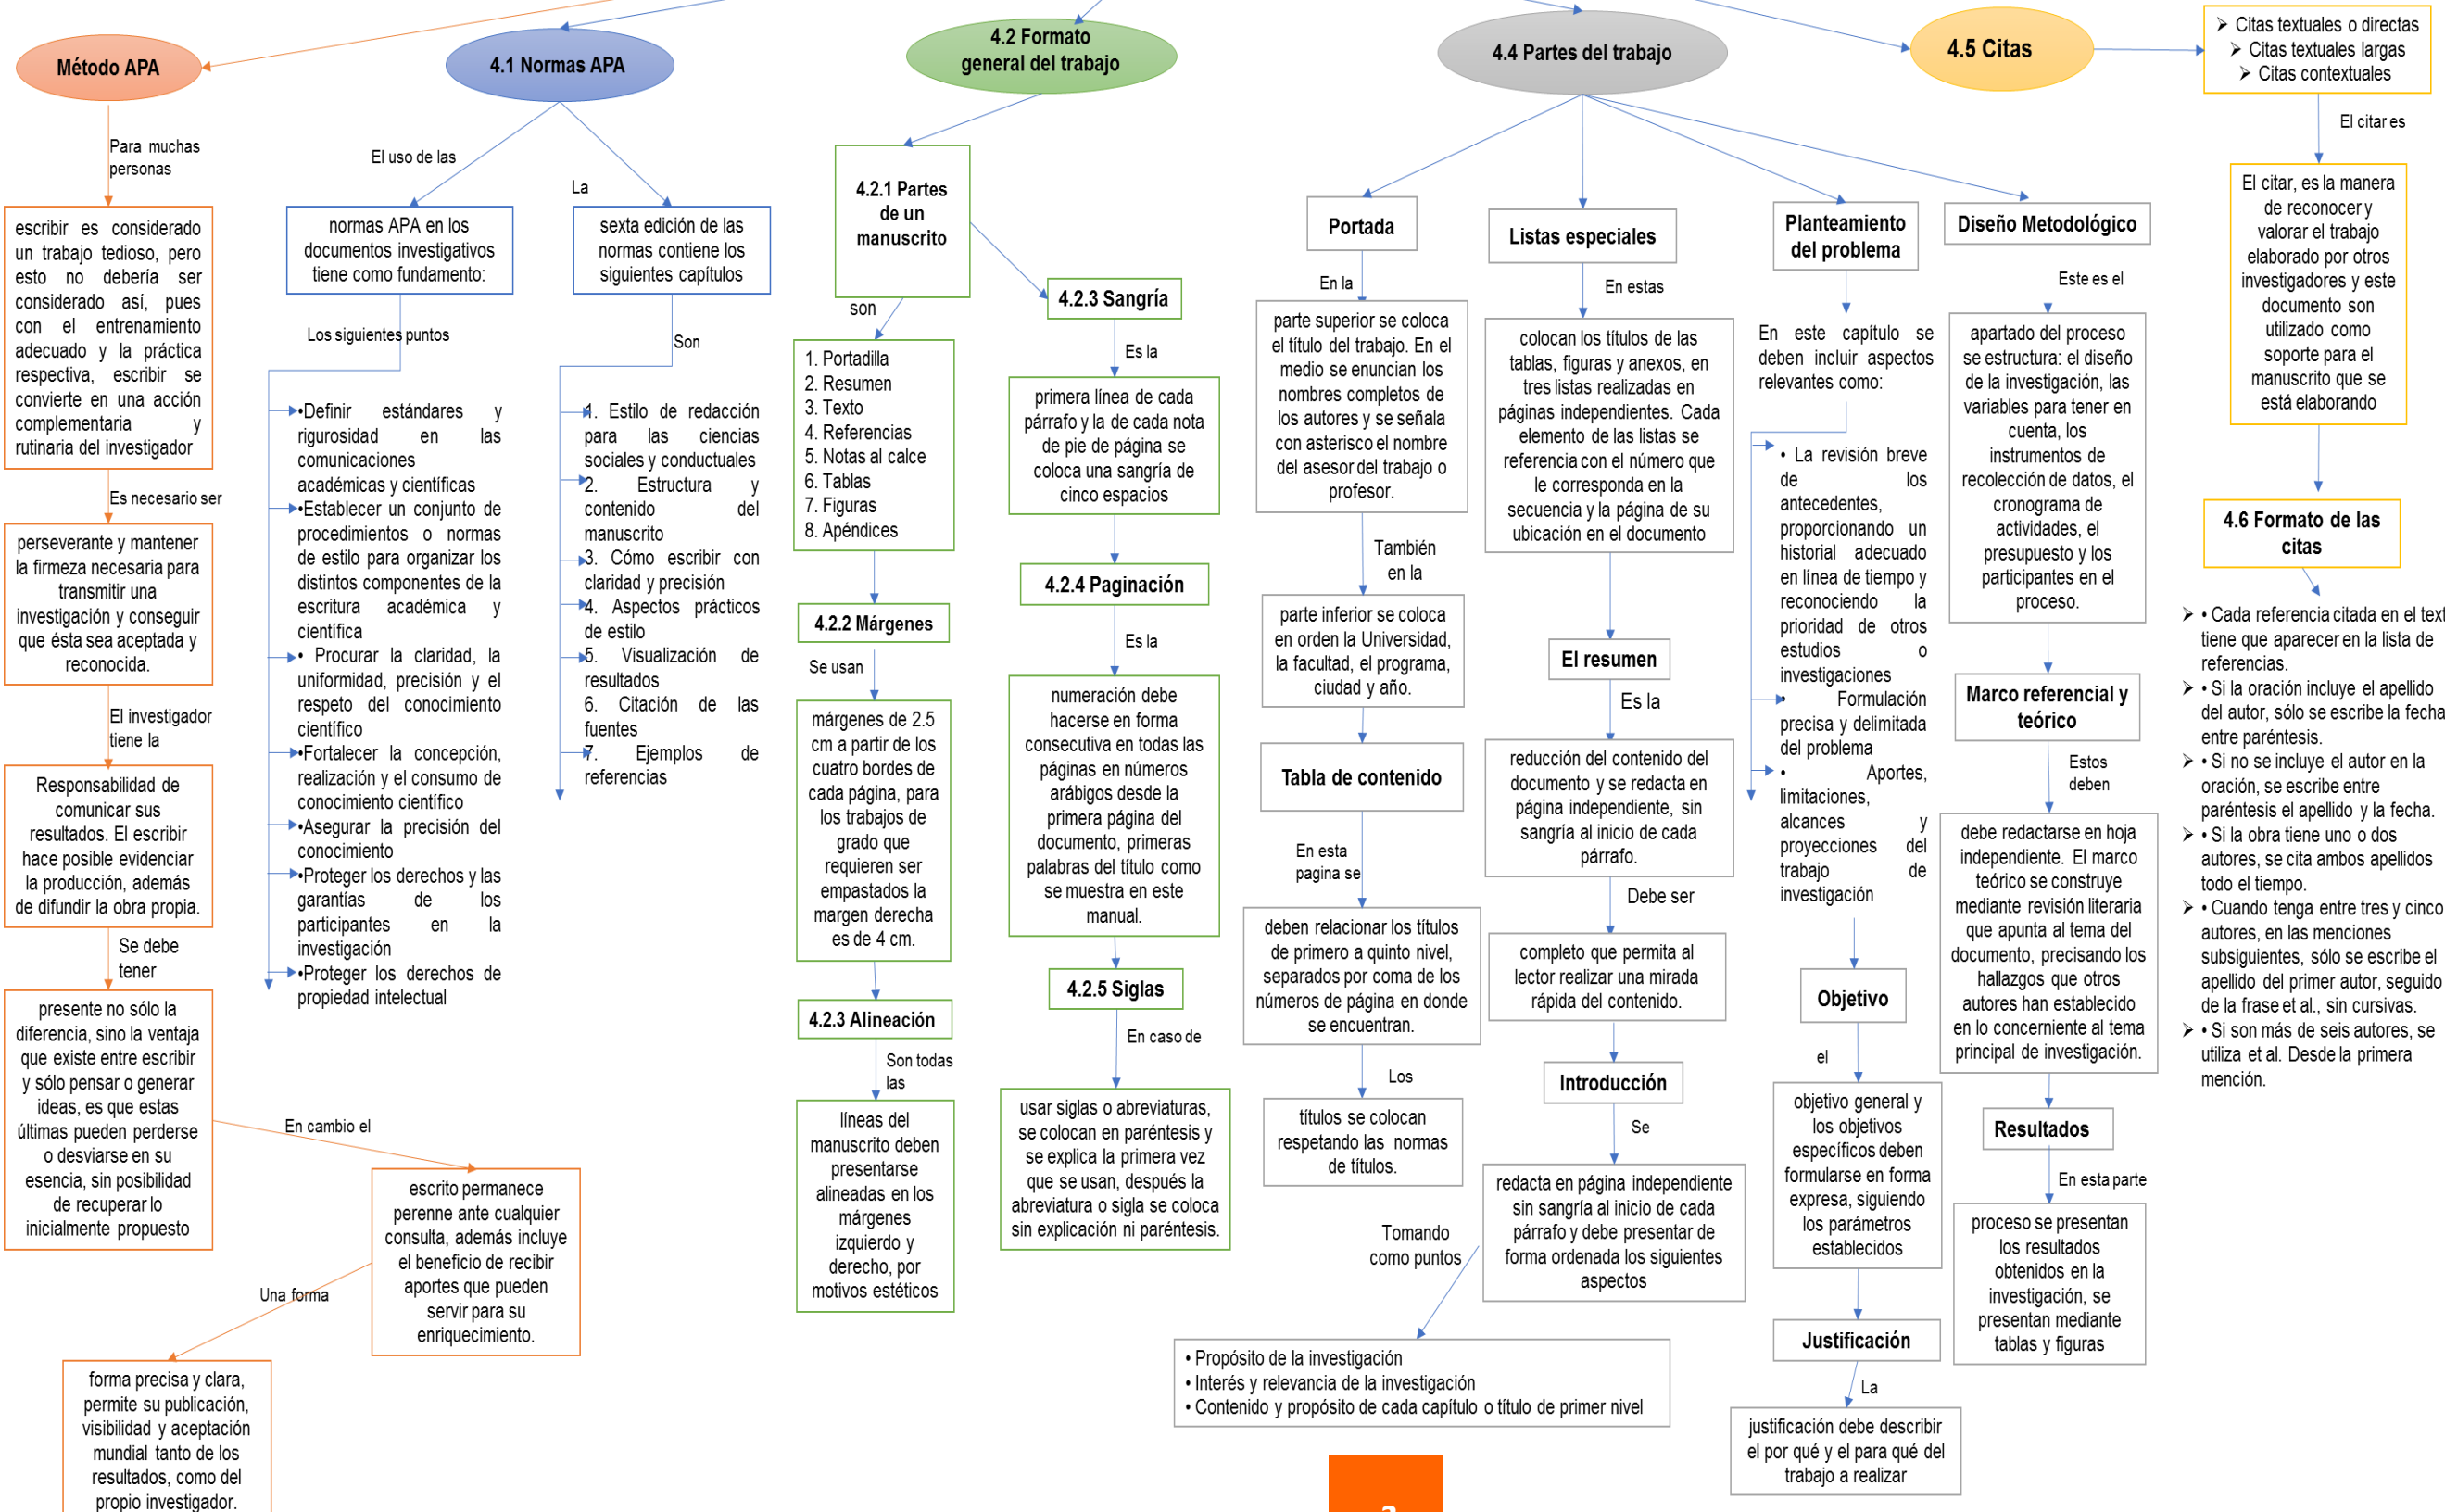 Método APA
Para muchas
personas
escribir es considerado
un trabajo tedioso, pero
esto no debería ser
considerado así, pues
con el entrenamiento
adecuado y la práctica
respectiva, escribir se
convierte en una acción
complementaria y
rutinaria del investigador
Es necesario ser
perseverante y mantener
la firmeza necesaria para
transmitir una
investigación y conseguir
que ésta sea aceptada y
reconocida.
El investigador
tiene la
Responsabilidad de
comunicar sus
resultados. El escribir
hace posible evidenciar
la producción, además
de difundir la obra propia.
Se debe
tener
presente no sólo la
diferencia, sino la ventaja
que existe entre escribir
y sólo pensar o generar
ideas, es que estas
últimas pueden perderse
o desviarse en su
esencia, sin posibilidad
de recuperar lo
inicialmente propuesto
En cambio el
escrito permanece
perenne ante cualquier
consulta, además incluye
el beneficio de recibir
aportes que pueden
servir para su
enriquecimiento.
Una forma
forma precisa y clara,
permite su publicación,
visibilidad y aceptación
mundial tanto de los
resultados, como del
propio investigador.
4.1 Normas APA
El uso de las
normas APA en los
documentos investigativos
tiene como fundamento:
Los siguientes puntos
•Definir estándares y
rigurosidad en las
comunicaciones
académicas y científicas
•Establecer un conjunto de
procedimientos o normas
de estilo para organizar los
distintos componentes de la
escritura académica y
científica
• Procurar la claridad, la
uniformidad, precisión y el
respeto del conocimiento
científico
•Fortalecer la concepción,
realización y el consumo de
conocimiento científico
•Asegurar la precisión del
conocimiento
•Proteger los derechos y las
garantías de los
participantes en la
investigación
•Proteger los derechos de
propiedad intelectual
La
sexta edición de las
normas contiene los
siguientes capítulos
Son
1. Estilo de redacción
para las ciencias
sociales y conductuales
2. Estructura y
contenido del
manuscrito
3. Cómo escribir con
claridad y precisión
4. Aspectos prácticos
de estilo
5. Visualización de
resultados
6. Citación de las
fuentes
7. Ejemplos de
referencias
4.2 Formato
general del trabajo
4.2.1 Partes
de un
manuscrito
son
1. Portadilla
2. Resumen
3. Texto
4. Referencias
5. Notas al calce
6. Tablas
7. Figuras
8. Apéndices
4.2.2 Márgenes
Se usan
márgenes de 2.5
cm a partir de los
cuatro bordes de
cada página, para
los trabajos de
grado que
requieren ser
empastados la
margen derecha
es de 4 cm.
4.2.3 Alineación
Son todas
las
líneas del
manuscrito deben
presentarse
alineadas en los
márgenes
izquierdo y
derecho, por
motivos estéticos
4.2.3 Sangría
Es la
primera línea de cada
párrafo y la de cada nota
de pie de página se
coloca una sangría de
cinco espacios
4.2.4 Paginación
Es la
numeración debe
hacerse en forma
consecutiva en todas las
páginas en números
arábigos desde la
primera página del
documento, primeras
palabras del título como
se muestra en este
manual.
4.2.5 Siglas
En caso de
usar siglas o abreviaturas,
se colocan en paréntesis y
se explica la primera vez
que se usan, después la
abreviatura o sigla se coloca
sin explicación ni paréntesis.
4.4 Partes del trabajo
Portada
En la
parte superior se coloca
el título del trabajo. En el
medio se enuncian los
nombres completos de
los autores y se señala
con asterisco el nombre
del asesor del trabajo o
profesor.
También
en la
parte inferior se coloca
en orden la Universidad,
la facultad, el programa,
ciudad y año.
Tabla de contenido
En esta
pagina se
deben relacionar los títulos
de primero a quinto nivel,
separados por coma de los
números de página en donde
se encuentran.
Los
títulos se colocan
respetando las normas
de títulos.
Listas especiales
En estas
colocan los títulos de las
tablas, figuras y anexos, en
tres listas realizadas en
páginas independientes. Cada
elemento de las listas se
referencia con el número que
le corresponda en la
secuencia y la página de su
ubicación en el documento
El resumen
Es la
reducción del contenido del
documento y se redacta en
página independiente, sin
sangría al inicio de cada
párrafo.
Debe ser
completo que permita al
lector realizar una mirada
rápida del contenido.
Introducción
Se
redacta en página independiente
sin sangría al inicio de cada
párrafo y debe presentar de
forma ordenada los siguientes
aspectos
Tomando
como puntos
• Propósito de la investigación
• Interés y relevancia de la investigación
• Contenido y propósito de cada capítulo o título de primer nivel
Planteamiento
del problema
En este capítulo se
deben incluir aspectos
relevantes como:
• La revisión breve
de los
antecedentes,
proporcionando un
historial adecuado
en línea de tiempo y
reconociendo la
prioridad de otros
estudios o
investigaciones
• Formulación
precisa y delimitada
del problema
• Aportes,
limitaciones,
alcances y
proyecciones del
trabajo de
investigación
Objetivo
el
objetivo general y
los objetivos
específicos deben
formularse en forma
expresa, siguiendo
los parámetros
establecidos
Justificación
La
justificación debe describir
el por qué y el para qué del
trabajo a realizar
Diseño Metodológico
Este es el
apartado del proceso
se estructura: el diseño
de la investigación, las
variables para tener en
cuenta, los
instrumentos de
recolección de datos, el
cronograma de
actividades, el
presupuesto y los
participantes en el
proceso.
Marco referencial y
teórico
Estos
deben
debe redactarse en hoja
independiente. El marco
teórico se construye
mediante revisión literaria
que apunta al tema del
documento, precisando los
hallazgos que otros
autores han establecido
en lo concerniente al tema
principal de investigación.
Resultados
En esta parte
proceso se presentan
los resultados
obtenidos en la
investigación, se
presentan mediante
tablas y figuras
4.5 Citas
➢ Citas textuales o directas
➢ Citas textuales largas
➢ Citas contextuales
El citar es
El citar, es la manera
de reconocer y
valorar el trabajo
elaborado por otros
investigadores y este
documento son
utilizado como
soporte para el
manuscrito que se
está elaborando
4.6 Formato de las
citas
➢ • Cada referencia citada en el text
tiene que aparecer en la lista de
referencias.
➢ • Si la oración incluye el apellido
del autor, sólo se escribe la fecha
entre paréntesis.
➢ • Si no se incluye el autor en la
oración, se escribe entre
paréntesis el apellido y la fecha.
➢ • Si la obra tiene uno o dos
autores, se cita ambos apellidos
todo el tiempo.
➢ • Cuando tenga entre tres y cinco
autores, en las menciones
subsiguientes, sólo se escribe el
apellido del primer autor, seguido
de la frase et al., sin cursivas.
➢ • Si son más de seis autores, se
utiliza et al. Desde la primera
mención.